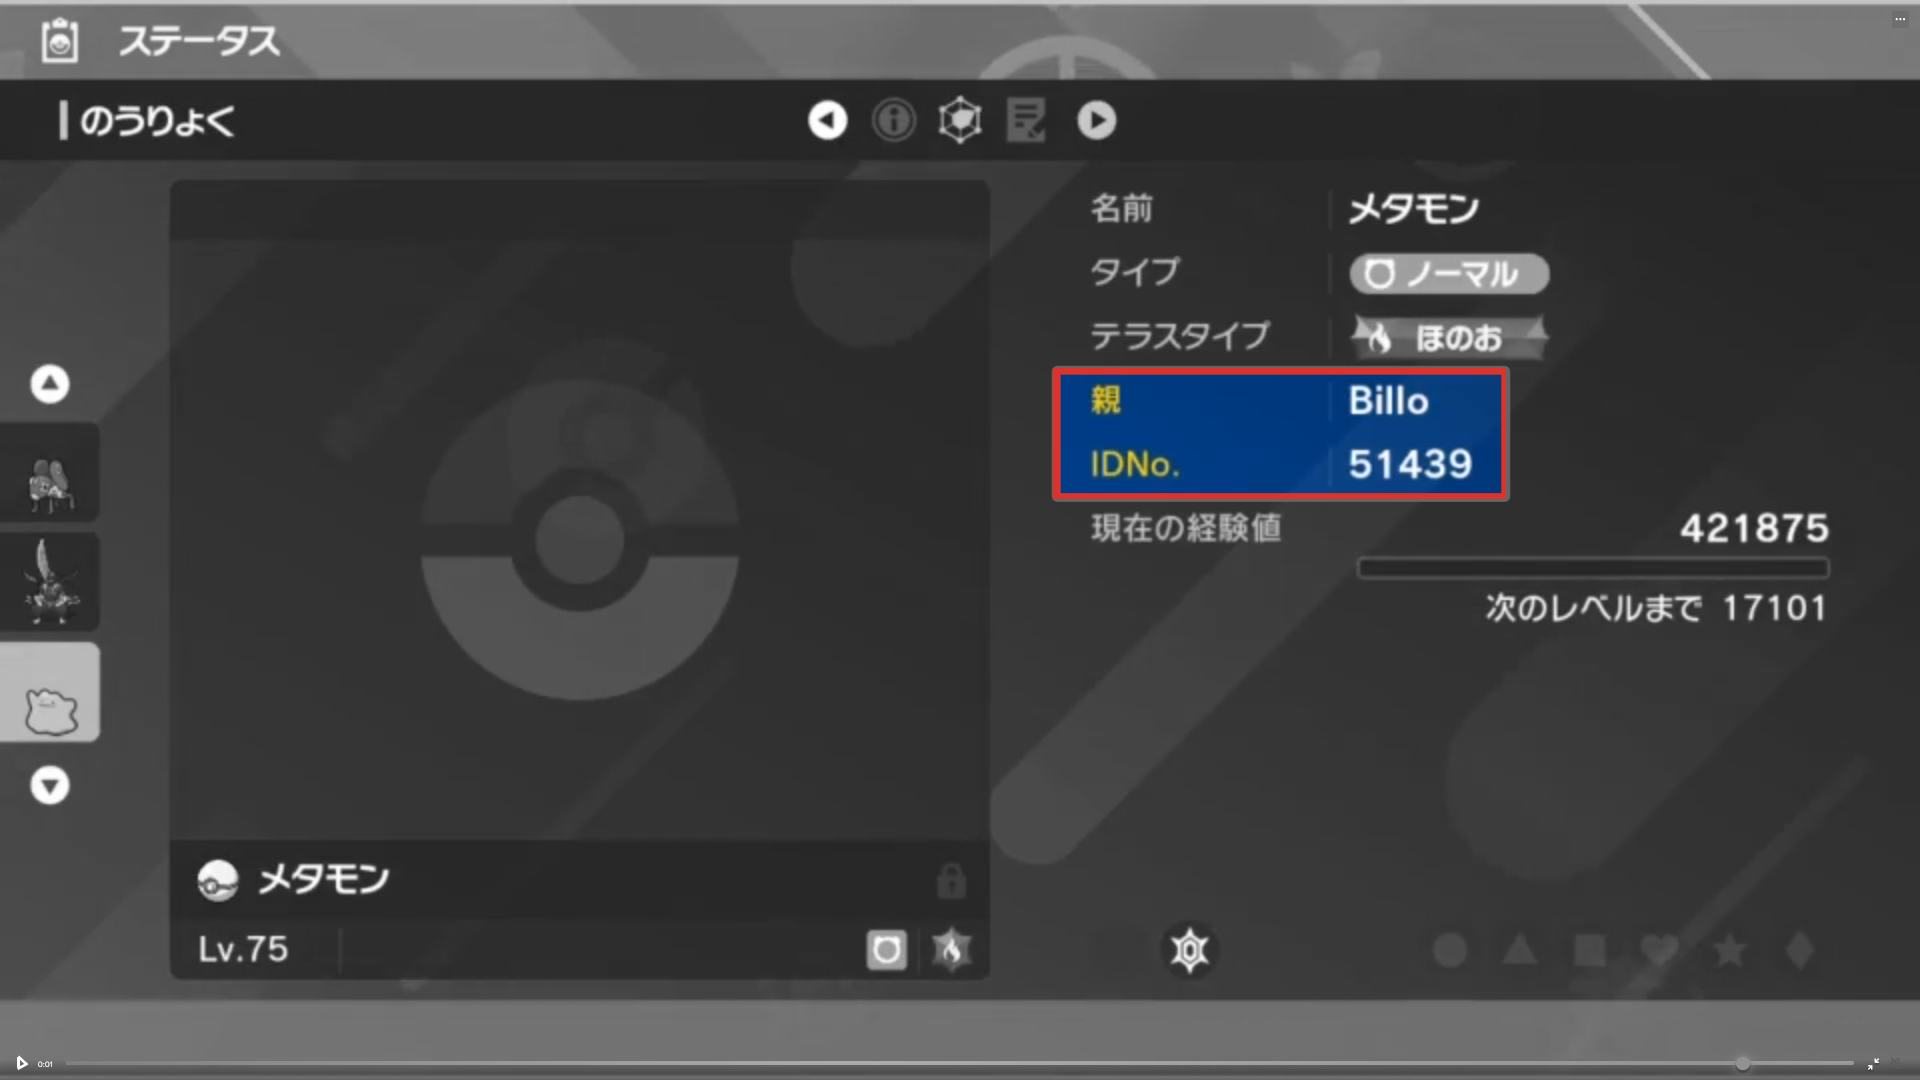 ステータス
のうりょく
名前 メタモン
タイプ ノーマル
テラスタイプ ほのお
親 Billo
IDNo. 51439
現在の経験値 421875
次のレベルまで 17101
メタモン
Lv.75
0:01